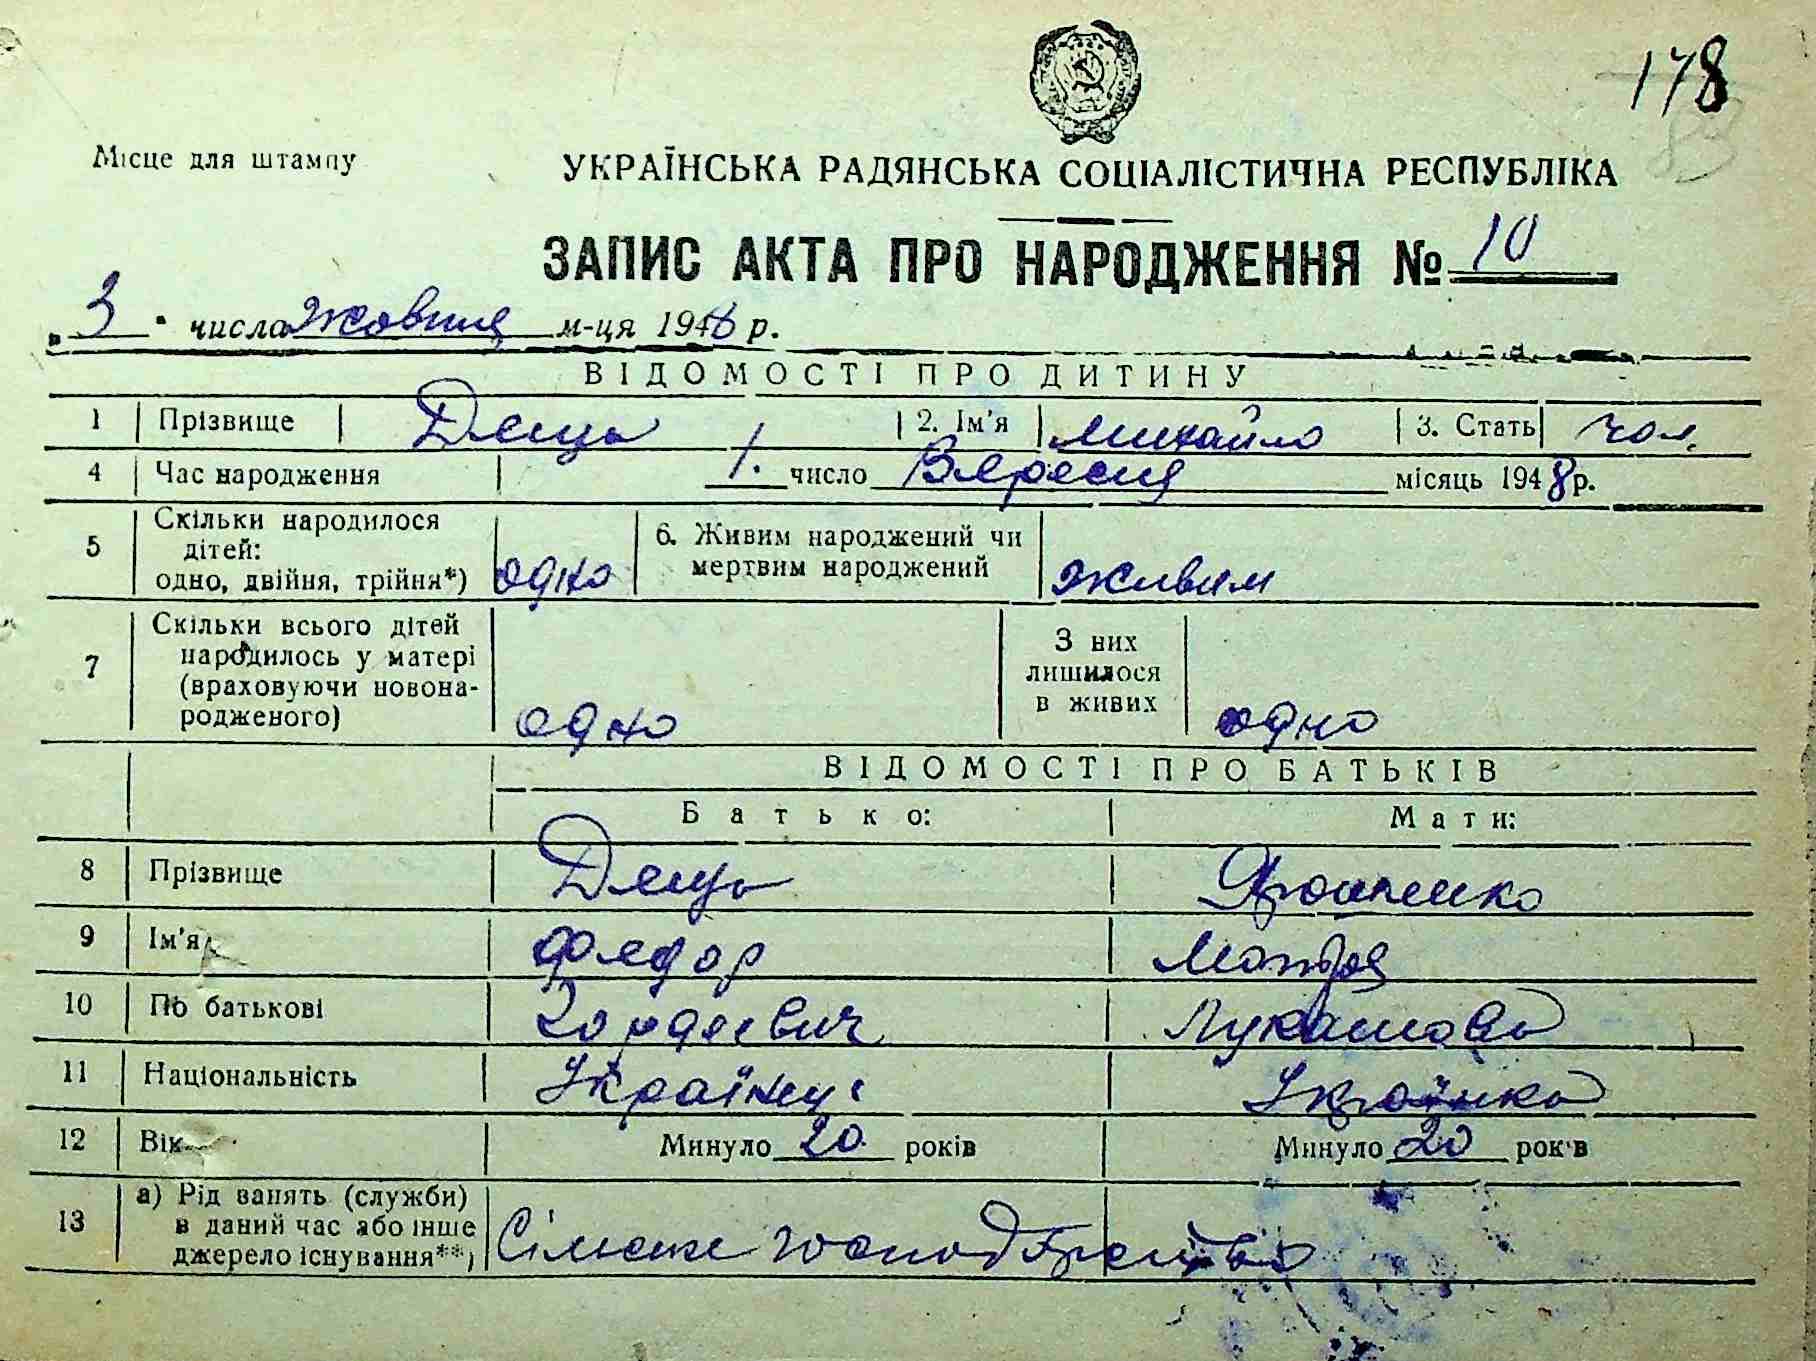 178
Місце для штампу
УКРАЇНСЬКА РАДЯНСЬКА СОЦІАЛІСТИЧНА РЕСПУБЛІКА
ЗАПИС АКТА ПРО НАРОДЖЕННЯ № 10
„3" числа жовтня м-ця 1948 р.
ВІДОМОСТІ ПРО ДИТИНУ
1 Прізвище 2. Ім'я Михайло 3. Стать чол.
4 Час народження 1. число Вересня місяць 1948 р.
5 Скільки народилося дітей: одно, двійня, трійня*) одно 6. Живим народжений чи мертвим народжений живим
7 Скільки всього дітей народилось у матері (враховуючи новонародженого) одно З них лишилося в живих одно
ВІДОМОСТІ ПРО БАТЬКІВ
Батько: Мати:
8 Прізвище
9 Ім'я Федор Мотря
10 По батькові Гордеевич Лукашова
11 Національність Українець Українка
12 Вік Минуло 20 років Минуло 20 років
13 а) Рід занять (служби) в даний час або інше джерело існування**) Сільське господарство